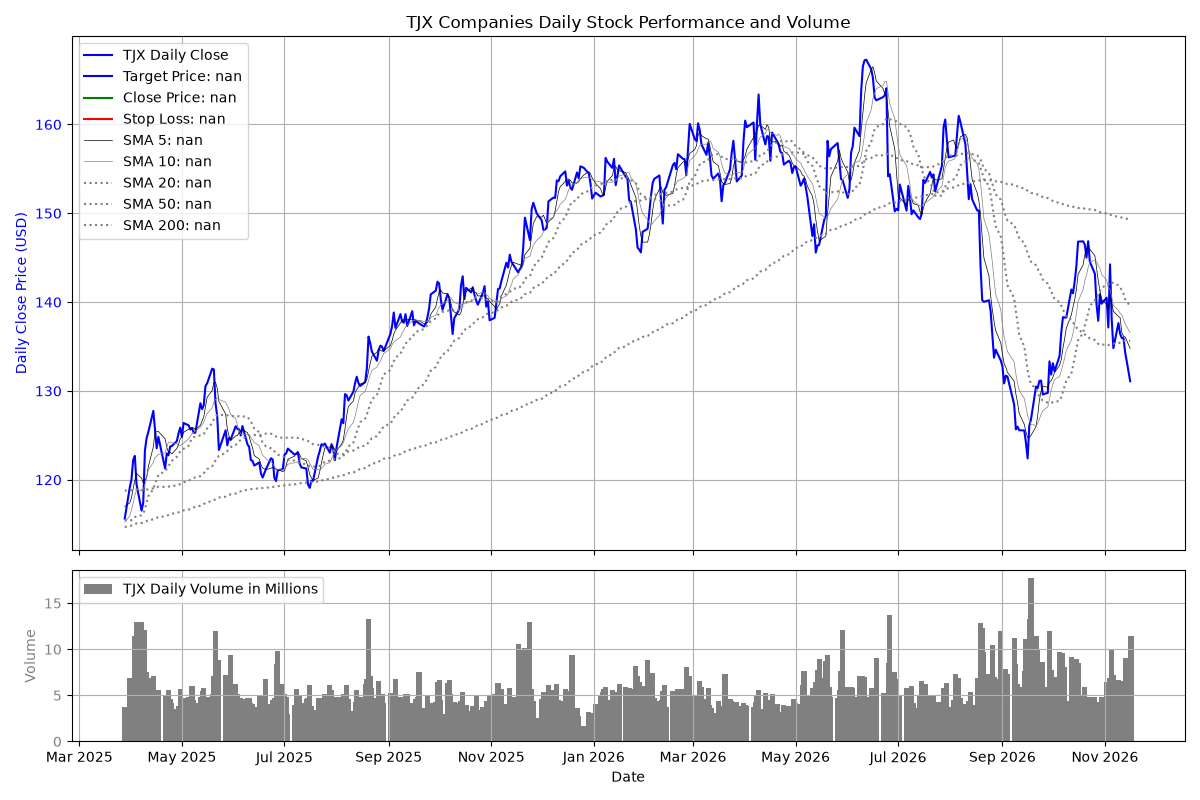 TJX Companies Daily Stock Performance and Volume
TJX Daily Close
Target Price: nan
Close Price: nan
Stop Loss: nan
SMA 5: nan
SMA 10: nan
SMA 20: nan
SMA 50: nan
SMA 200: nan
Daily Close Price (USD)
160
150
140
130
120
TJX Daily Volume in Millions
Volume
15
10
5
0
Mar 2025 May 2025 Jul 2025 Sep 2025 Nov 2025 Jan 2026 Mar 2026 May 2026 Jul 2026 Sep 2026 Nov 2026
Date